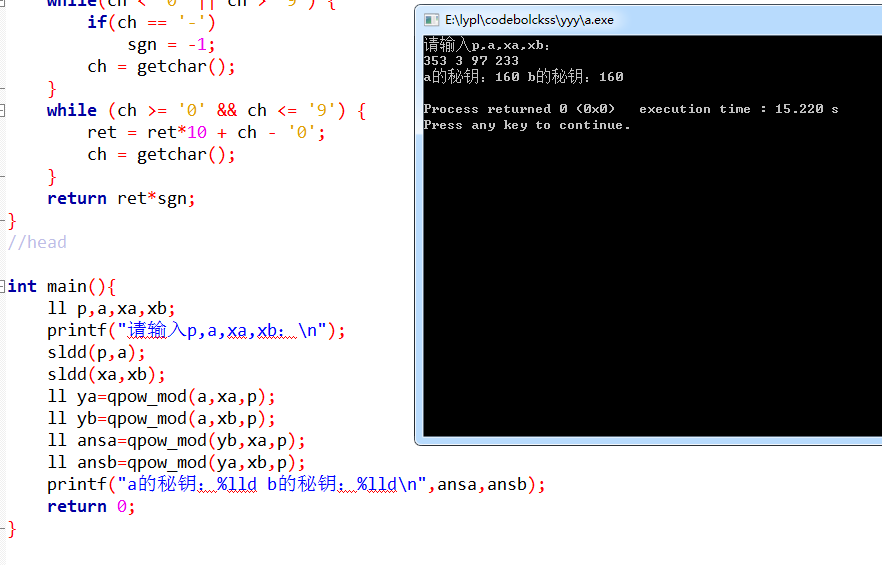 while(ch < '0' || ch > '9') {
if(ch == '-')
sgn = -1;
ch = getchar();
}
while (ch >= '0' && ch <= '9') {
ret = ret*10 + ch - '0';
ch = getchar();
}
return ret*sgn;
}
//head
int main(){
ll p,a,xa,xb;
printf("请输入p,a,xa,xb：\n");
sldd(p,a);
sldd(xa,xb);
ll ya=qpow_mod(a,xa,p);
ll yb=qpow_mod(a,xb,p);
ll ansa=qpow_mod(yb,xa,p);
ll ansb=qpow_mod(ya,xb,p);
printf("a的秘钥：%lld b的秘钥：%lld\n",ansa,ansb);
return 0;
}
E:\lypl\codebolckss\yyy\a.exe
请输入p,a,xa,xb：
353 3 97 233
a的秘钥：160 b的秘钥：160
Process returned 0 (0x0)   execution time : 15.220 s
Press any key to continue.